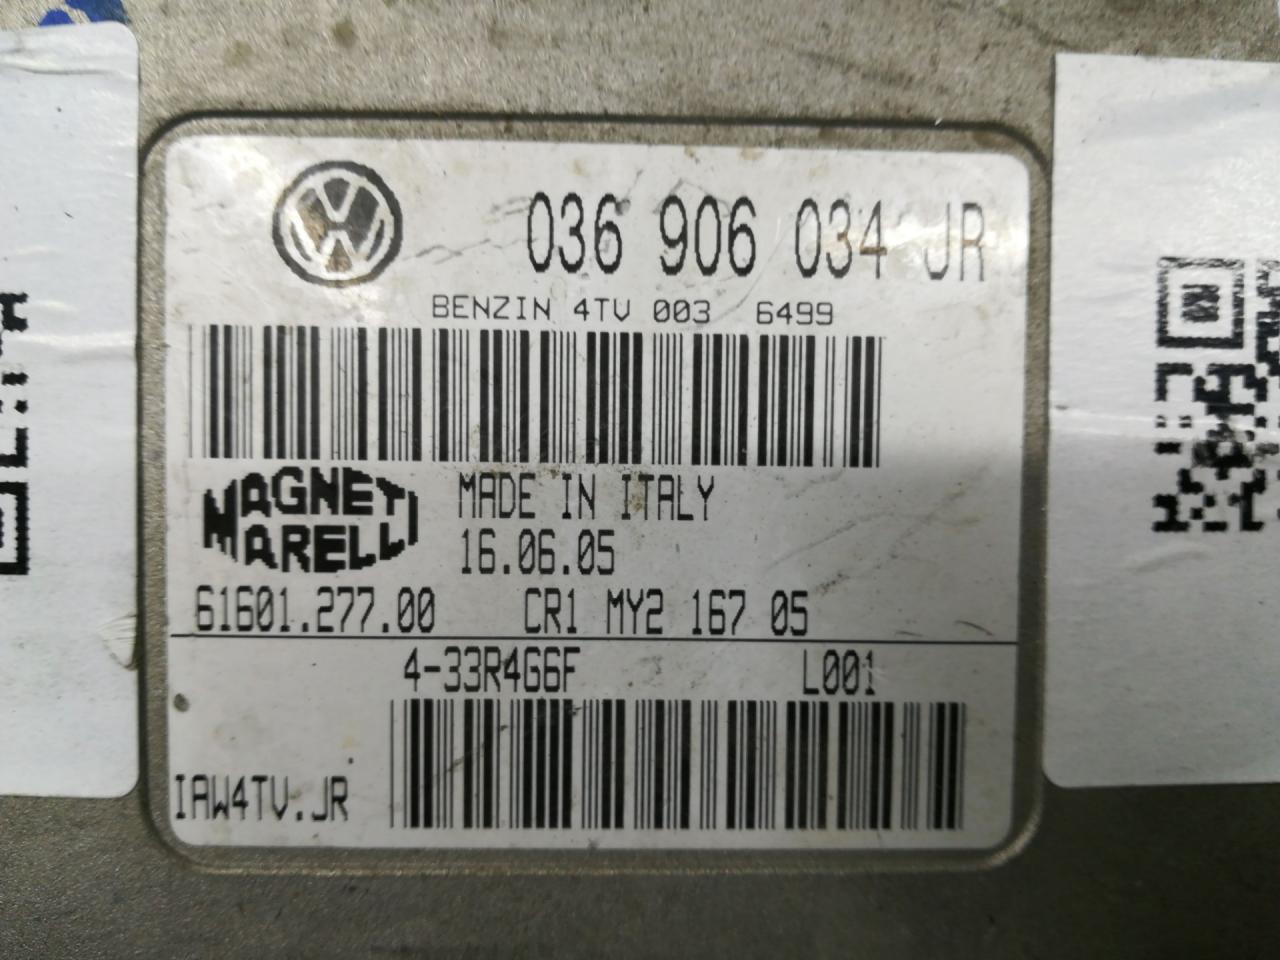 036 906 034 JR
BENZIN 4TV 003 6499
MAGNETI
MARELLI
MADE IN ITALY
16.06.05
61601.277.00 CR1 MY2 167 05
4-33R4G6F L001
IAW4TV.JR